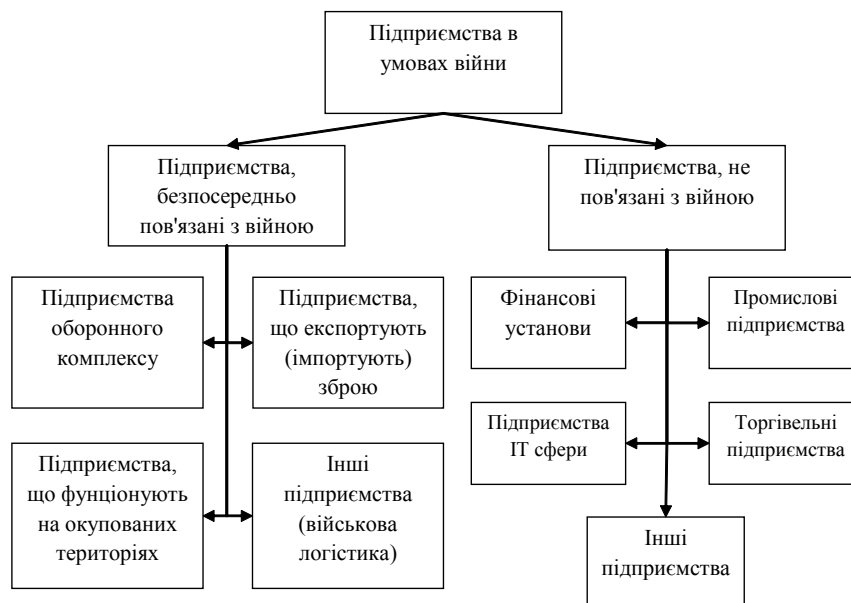 Підприємства в
умовах війни
Підприємства,
безпосередньо
пов'язані з війною
Підприємства, не
пов'язані з війною
Підприємства
оборонного
комплексу
Підприємства,
що експортують
(імпортують)
зброю
Фінансові
установи
Промислові
підприємства
Підприємства
ІТ сфери
Торгівельні
підприємства
Підприємства,
що фунціонують
на окупованих
територіях
Інші
підприємства
(військова
логістика)
Інші
підприємства